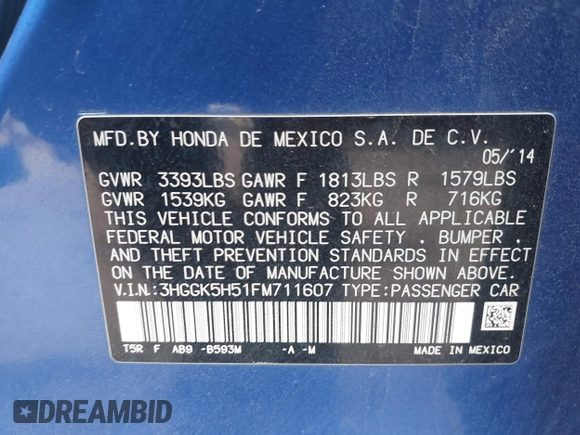 MFD.BY HONDA DE MEXICO S.A. DE C.V.
05/'14
GVWR 3393LBS GAWR F 1813LBS R 1579LBS
GVWR 1539KG GAWR F 823KG R 716KG
THIS VEHICLE CONFORMS TO ALL APPLICABLE
FEDERAL MOTOR VEHICLE SAFETY . BUMPER .
AND THEFT PREVENTION STANDARDS IN EFFECT
ON THE DATE OF MANUFACTURE SHOWN ABOVE.
V.I.N.:3HGGK5H51FM711607 TYPE:PASSENGER CAR
T5R F AB9 -B593M -A -M
MADE IN MEXICO
DREAMBID